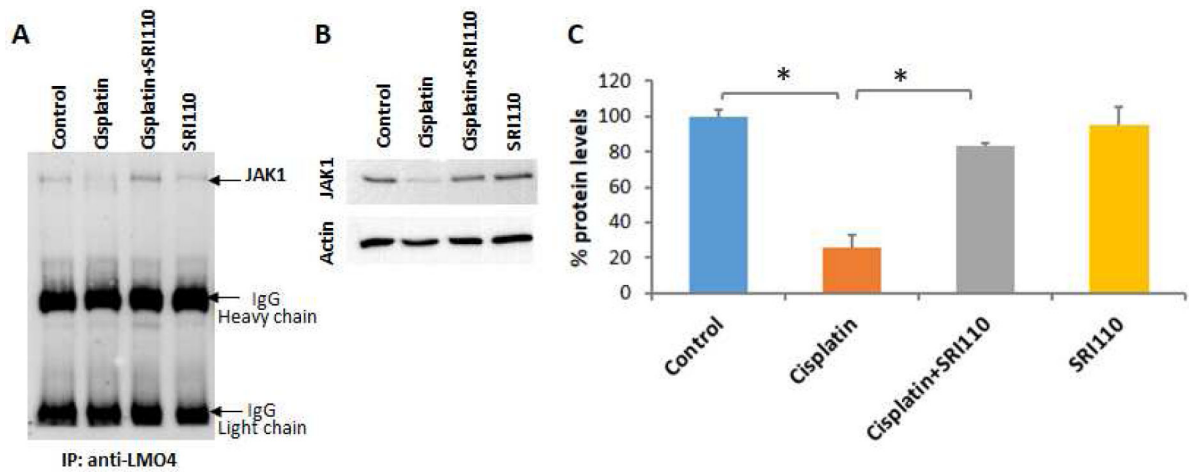 A
Control
Cisplatin
Cisplatin+SRI110
SRI110
JAK1
IgG
Heavy chain
IgG
Light chain
IP: anti-LMO4
B
Control
Cisplatin
Cisplatin+SRI110
SRI110
JAK1
Actin
C
% protein levels
120
100
80
60
40
20
0
*
*
Control
Cisplatin
Cisplatin+SRI110
SRI110